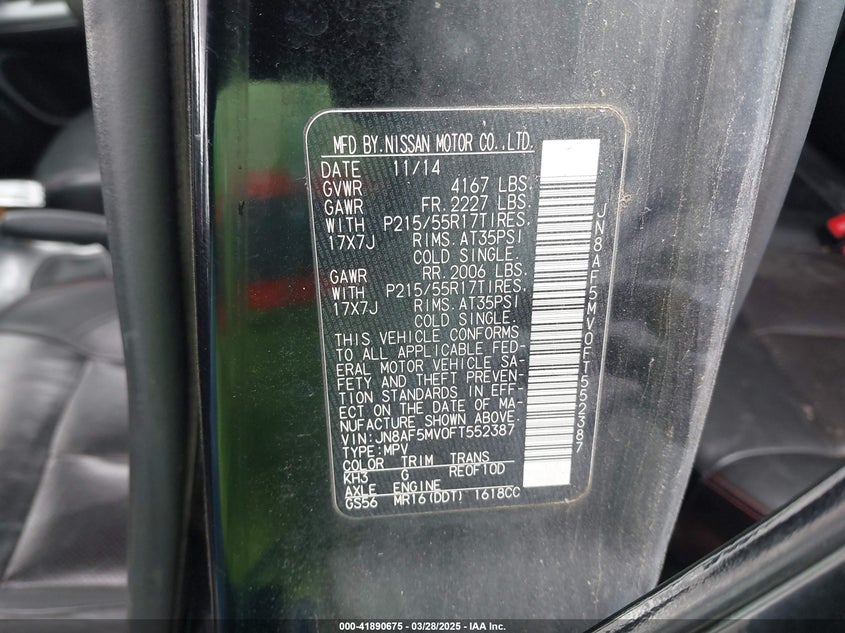 MFD BY.NISSAN MOTOR CO.,LTD.
DATE 11/14
GVWR 4167 LBS.
GAWR FR. 2227 LBS.
WITH P215/55R17TIRES,
17X7J RIMS. AT35PSI
COLD SINGLE.
GAWR RR. 2006 LBS.
WITH P215/55R17TIRES,
17X7J RIMS. AT35PSI
COLD SINGLE.
THIS VEHICLE CONFORMS
TO ALL APPLICABLE FED-
ERAL MOTOR VEHICLE SA-
FETY AND THEFT PREVEN-
TION STANDARDS IN EFF-
ECT ON THE DATE OF MA-
NUFACTURE SHOWN ABOVE.
VIN:JN8AF5MV0FT552387
TYPE:MPV
COLOR TRIM TRANS
KH3 G RE0F10D
AXLE ENGINE
GS56 MR16(DDT) 1618CC
JN8AF5MV0FT552387
000-41890675 - 03/28/2025 - IAA Inc.